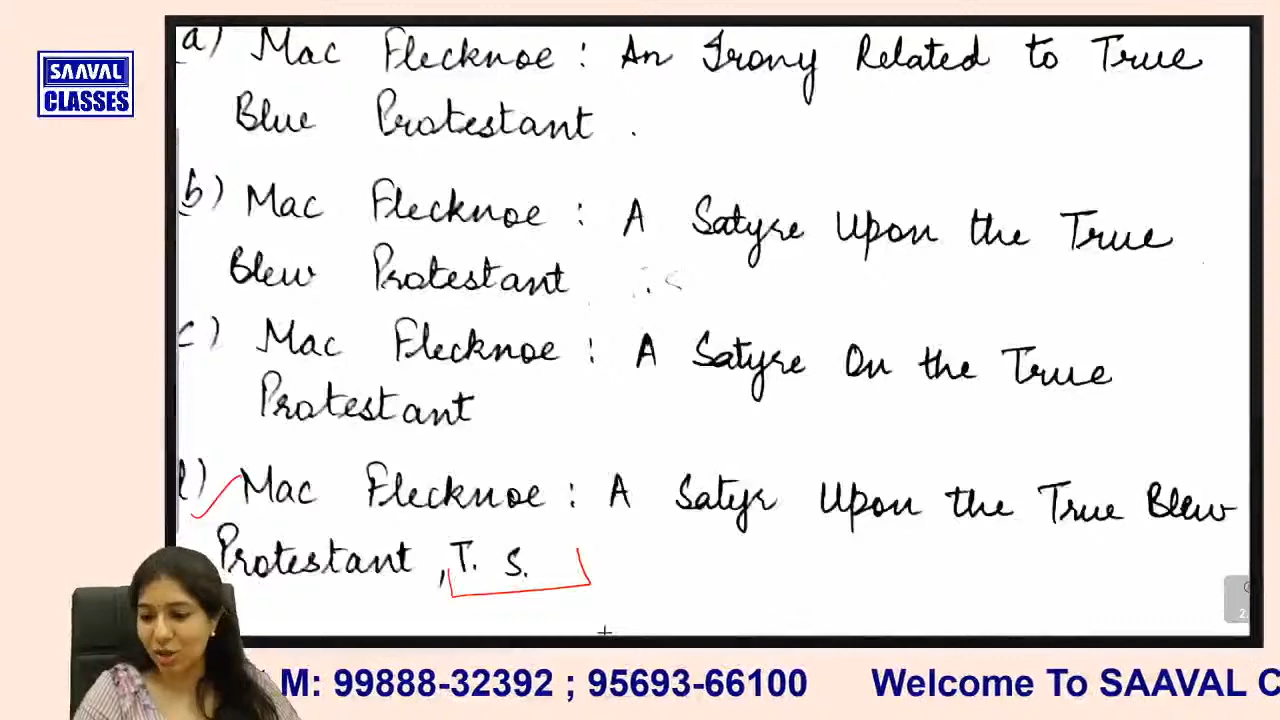 SAAVAL
CLASSES
a) Mac Flecknoe : An Irony Related to True
Blue Protestant .
b) Mac Flecknoe : A Satyre Upon the True
Blew Protestant
c) Mac Flecknoe : A Satyre On the True
Protestant
Mac Flecknoe : A Satyr Upon the True Blew
Protestant , T. S.
M: 99888-32392 ; 95693-66100 Welcome To SAAVAL C